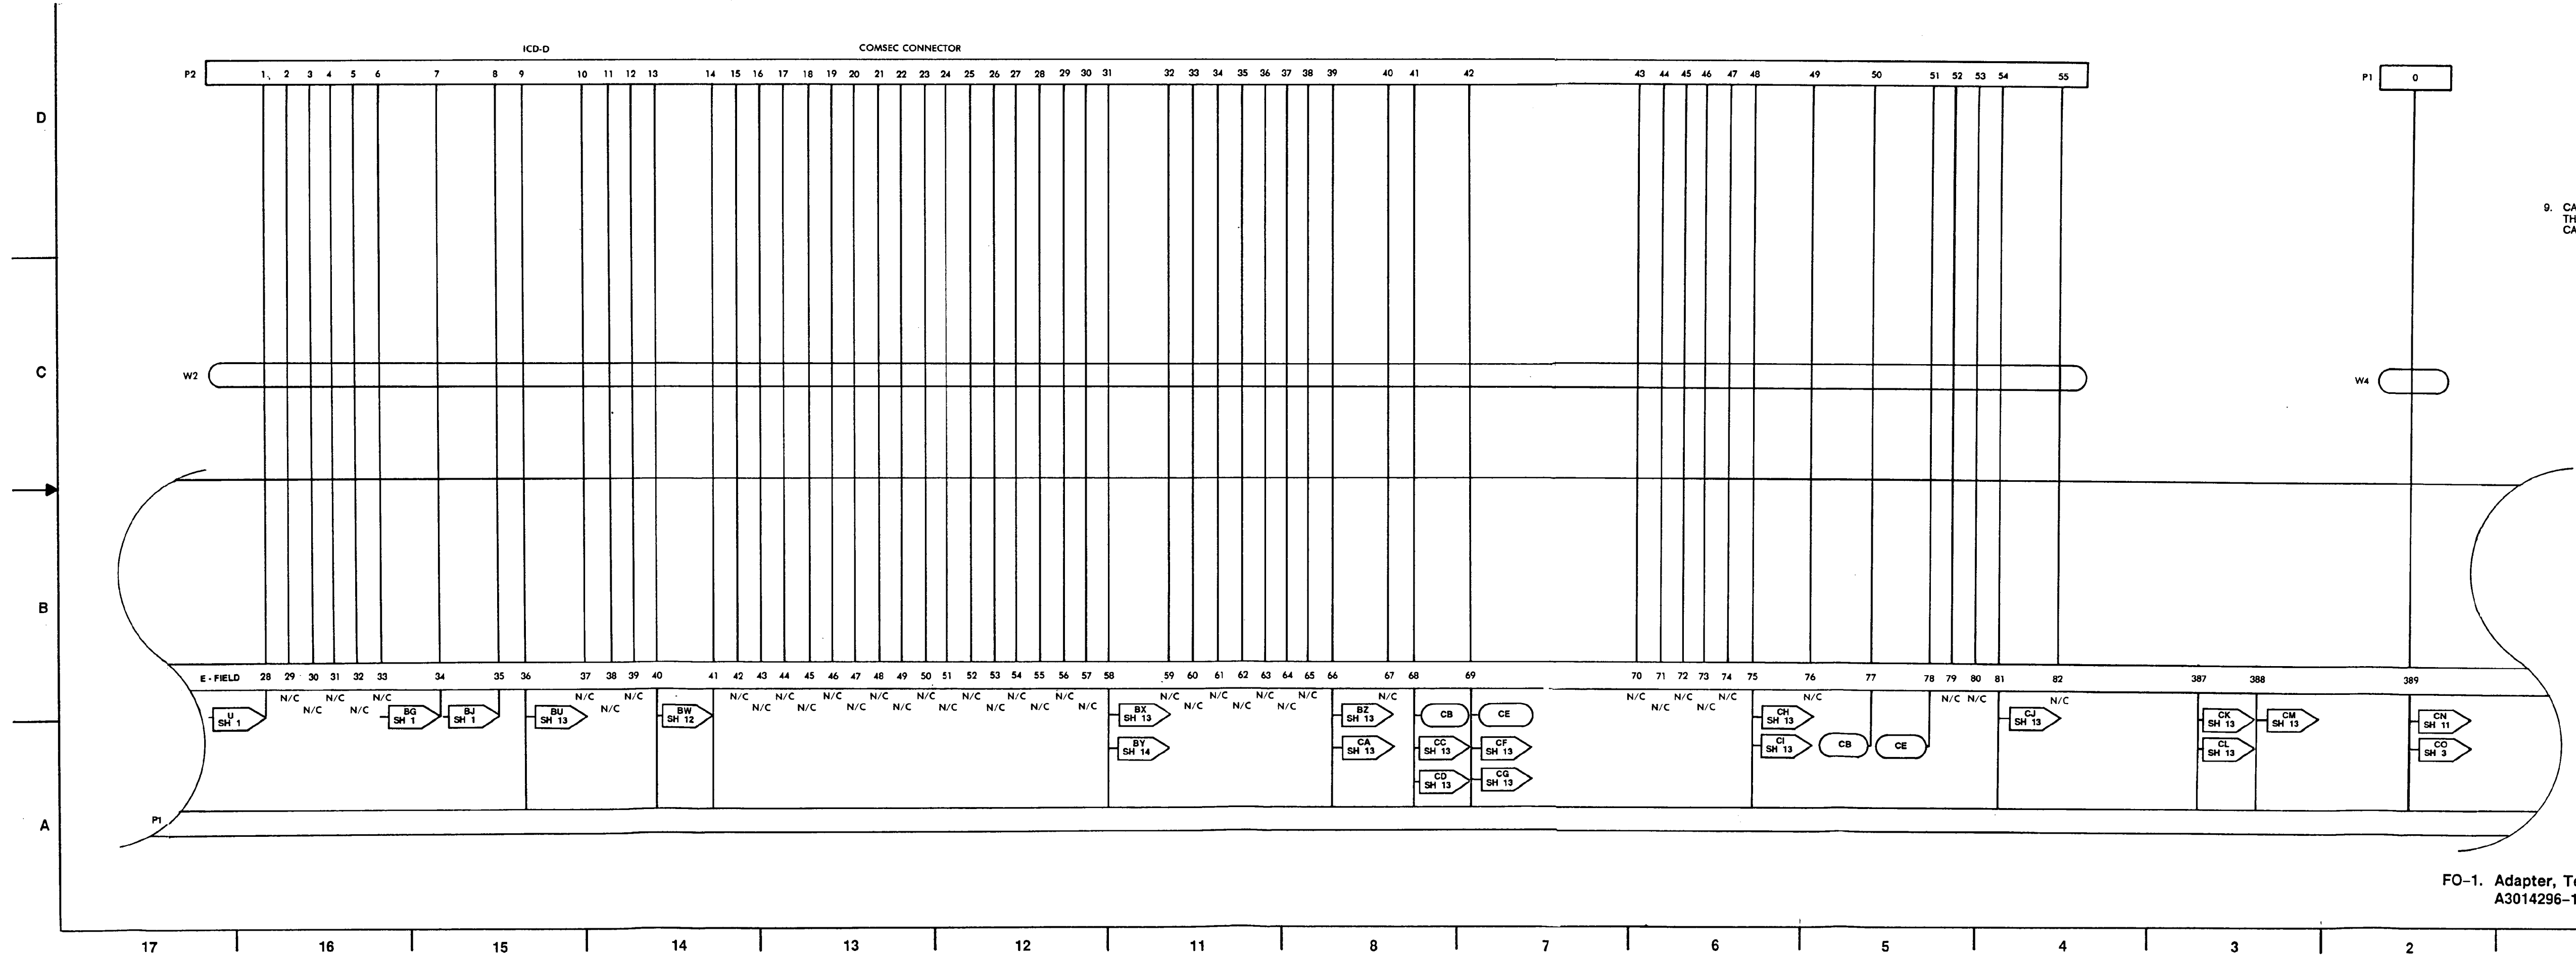 ICD-D COMSEC CONNECTOR
P2 1 2 3 4 5 6 7 8 9 10 11 12 13 14 15 16 17 18 19 20 21 22 23 24 25 26 27 28 29 30 31 32 33 34 35 36 37 38 39 40 41 42 43 44 45 46 47 48 49 50 51 52 53 54 55 P1 0
D
9. CA
TH
CA
C W2 W4
B
E - FIELD 28 29 30 31 32 33 34 35 36 37 38 39 40 41 42 43 44 45 46 47 48 49 50 51 52 53 54 55 56 57 58 59 60 61 62 63 64 65 66 67 68 69 70 71 72 73 74 75 76 77 78 79 80 81 82 387 388 389
N/C N/C N/C N/C N/C N/C N/C N/C N/C N/C N/C N/C N/C N/C N/C N/C N/C N/C N/C N/C N/C N/C N/C N/C N/C N/C N/C N/C
N/C N/C N/C N/C N/C N/C N/C N/C N/C N/C N/C N/C N/C N/C N/C N/C
U
SH 1
BG
SH 1
BJ
SH 1
BU
SH 13
BW
SH 12
BX
SH 13
BY
SH 14
BZ
SH 13
CA
SH 13
CB
CC
SH 13
CD
SH 13
CE
CF
SH 13
CG
SH 13
CH
SH 13
CI
SH 13
CB
CE
CJ
SH 13
CK
SH 13
CL
SH 13
CM
SH 13
CN
SH 11
CO
SH 3
A
P1
FO-1. Adapter, Te
A3014296-1
17 16 15 14 13 12 11 8 7 6 5 4 3 2